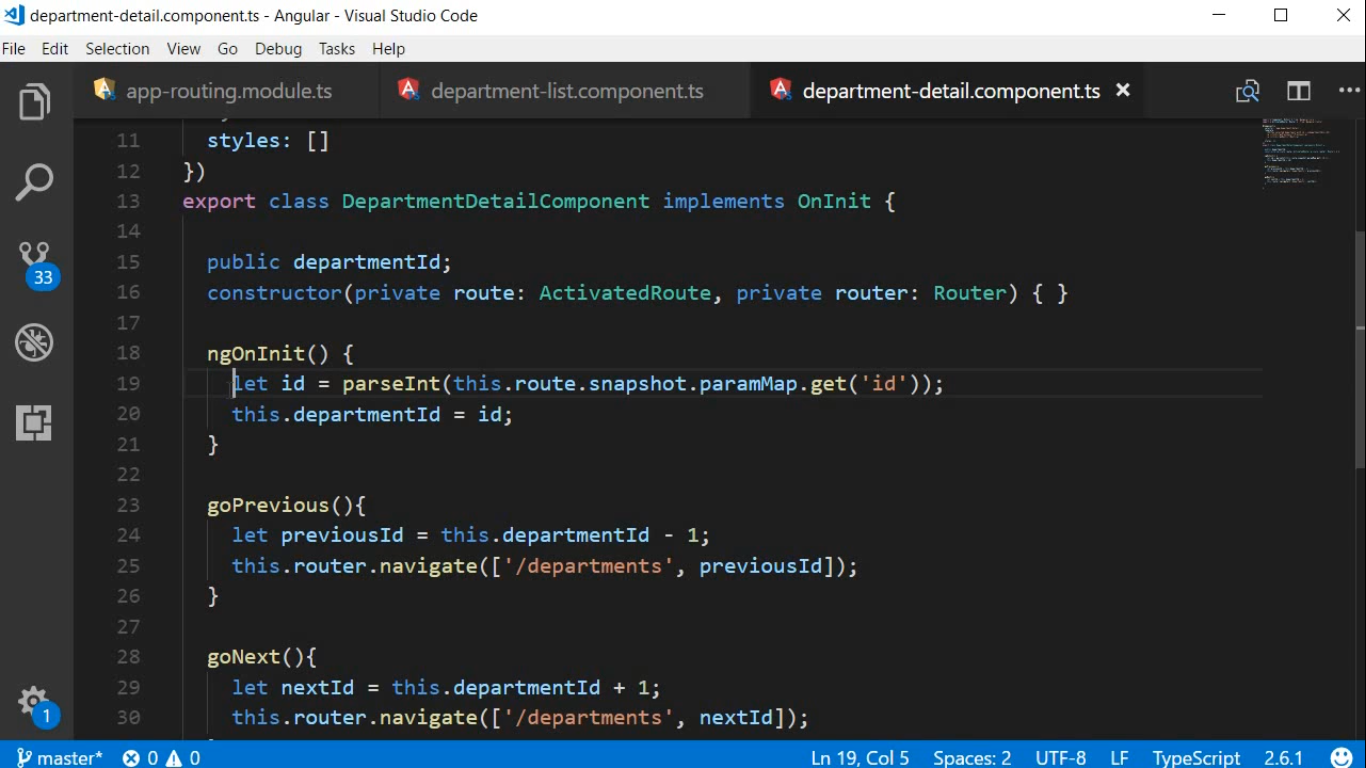 department-detail.component.ts - Angular - Visual Studio Code
File Edit Selection View Go Debug Tasks Help
app-routing.module.ts department-list.component.ts department-detail.component.ts
11 styles: []
12 })
13 export class DepartmentDetailComponent implements OnInit {
14
15 public departmentId;
16 constructor(private route: ActivatedRoute, private router: Router) { }
17
18 ngOnInit() {
19 let id = parseInt(this.route.snapshot.paramMap.get('id'));
20 this.departmentId = id;
21 }
22
23 goPrevious(){
24 let previousId = this.departmentId - 1;
25 this.router.navigate(['/departments', previousId]);
26 }
27
28 goNext(){
29 let nextId = this.departmentId + 1;
30 this.router.navigate(['/departments', nextId]);
33
1
master* 0 0 Ln 19, Col 5 Spaces: 2 UTF-8 LF TypeScript 2.6.1